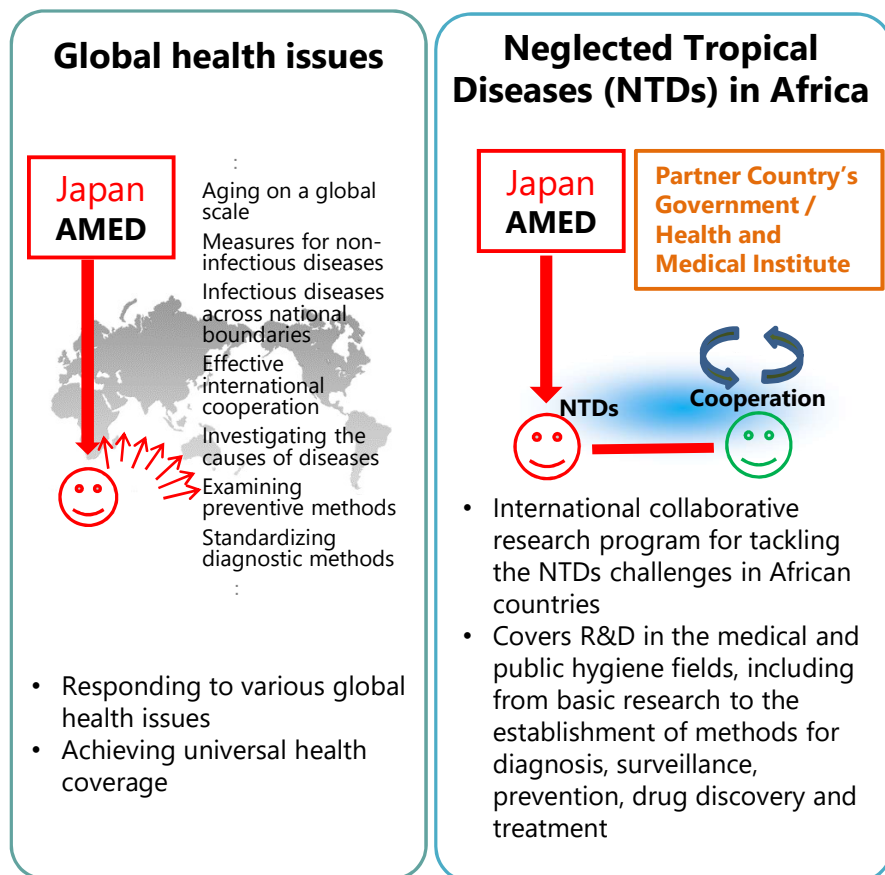 Global health issues
Japan
AMED
:
Aging on a global
scale
Measures for non-
infectious diseases
Infectious diseases
across national
boundaries
Effective
international
cooperation
Investigating the
causes of diseases
Examining
preventive methods
Standardizing
diagnostic methods
:
• Responding to various global
health issues
• Achieving universal health
coverage
Neglected Tropical
Diseases (NTDs) in Africa
Japan
AMED
Partner Country's
Government /
Health and
Medical Institute
NTDs
Cooperation
• International collaborative
research program for tackling
the NTDs challenges in African
countries
• Covers R&D in the medical and
public hygiene fields, including
from basic research to the
establishment of methods for
diagnosis, surveillance,
prevention, drug discovery and
treatment